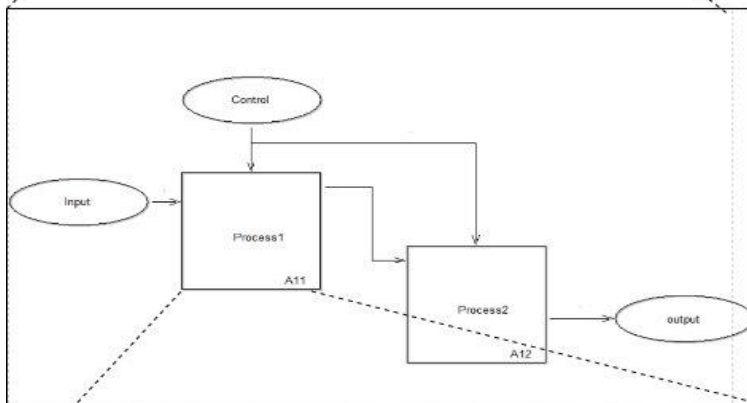 Control
Input
Process1
A11
Process2
output
A12